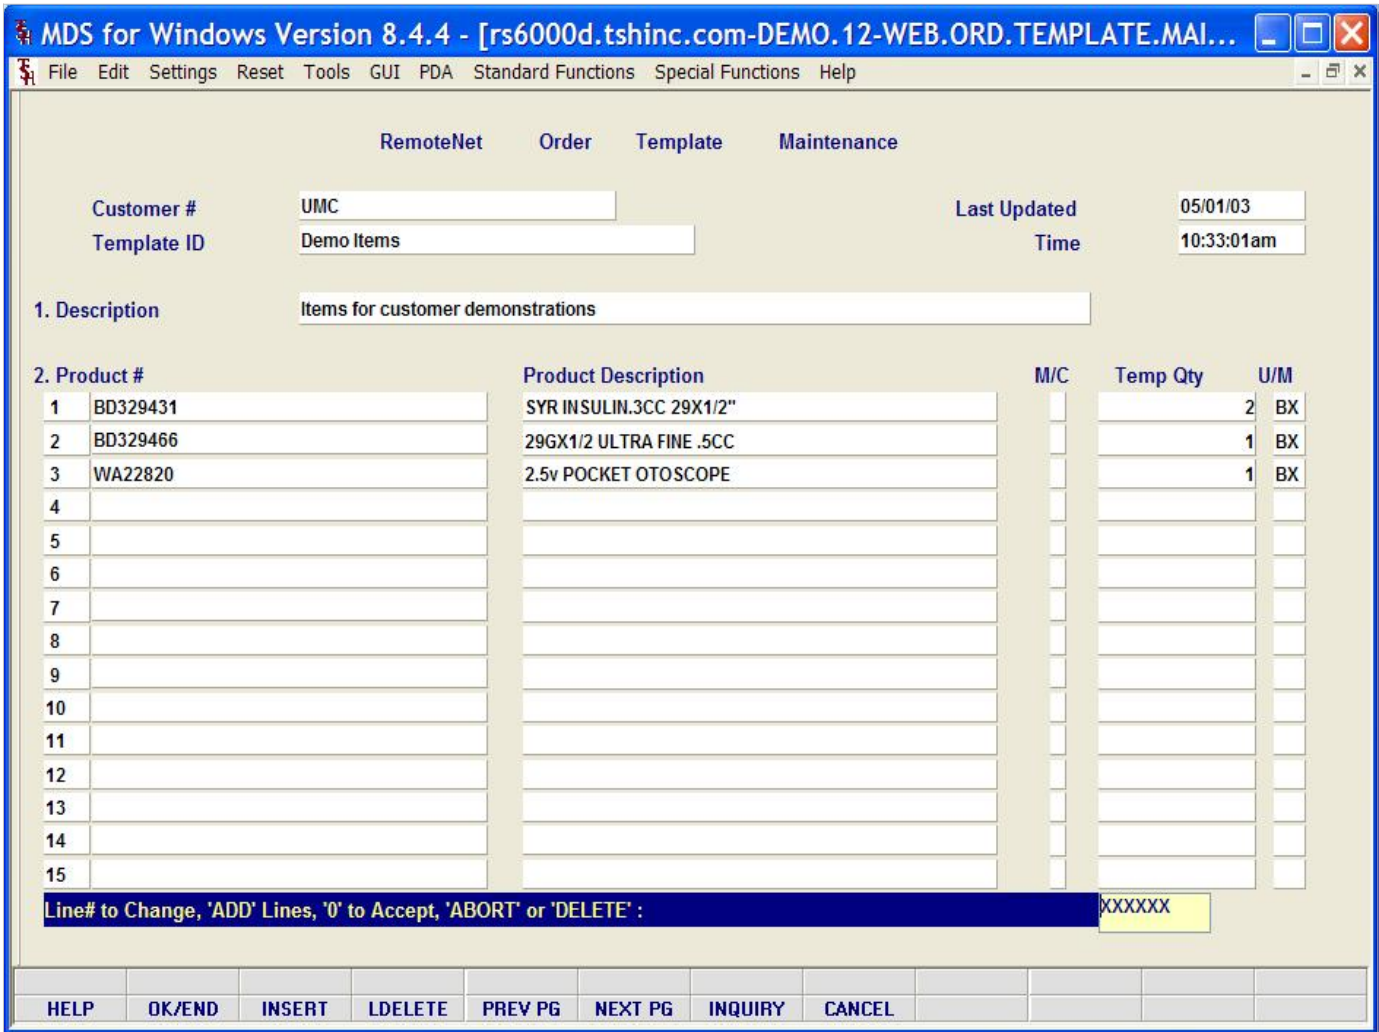 MDS for Windows Version 8.4.4 - [rs6000d.tshinc.com-DEMO.12-WEB.ORD.TEMPLATE.MAI...
File Edit Settings Reset Tools GUI PDA Standard Functions Special Functions Help
RemoteNet Order Template Maintenance
Customer # UMC Last Updated 05/01/03
Template ID Demo Items Time 10:33:01am
1. Description Items for customer demonstrations
2. Product # Product Description M/C Temp Qty U/M
1 BD329431 SYR INSULIN.3CC 29X1/2" 2 BX
2 BD329466 29GX1/2 ULTRA FINE .5CC 1 BX
3 WA22820 2.5v POCKET OTOSCOPE 1 BX
4
5
6
7
8
9
10
11
12
13
14
15
Line# to Change, 'ADD' Lines, '0' to Accept, 'ABORT' or 'DELETE' : XXXXXX
HELP OK/END INSERT LDELETE PREV PG NEXT PG INQUIRY CANCEL